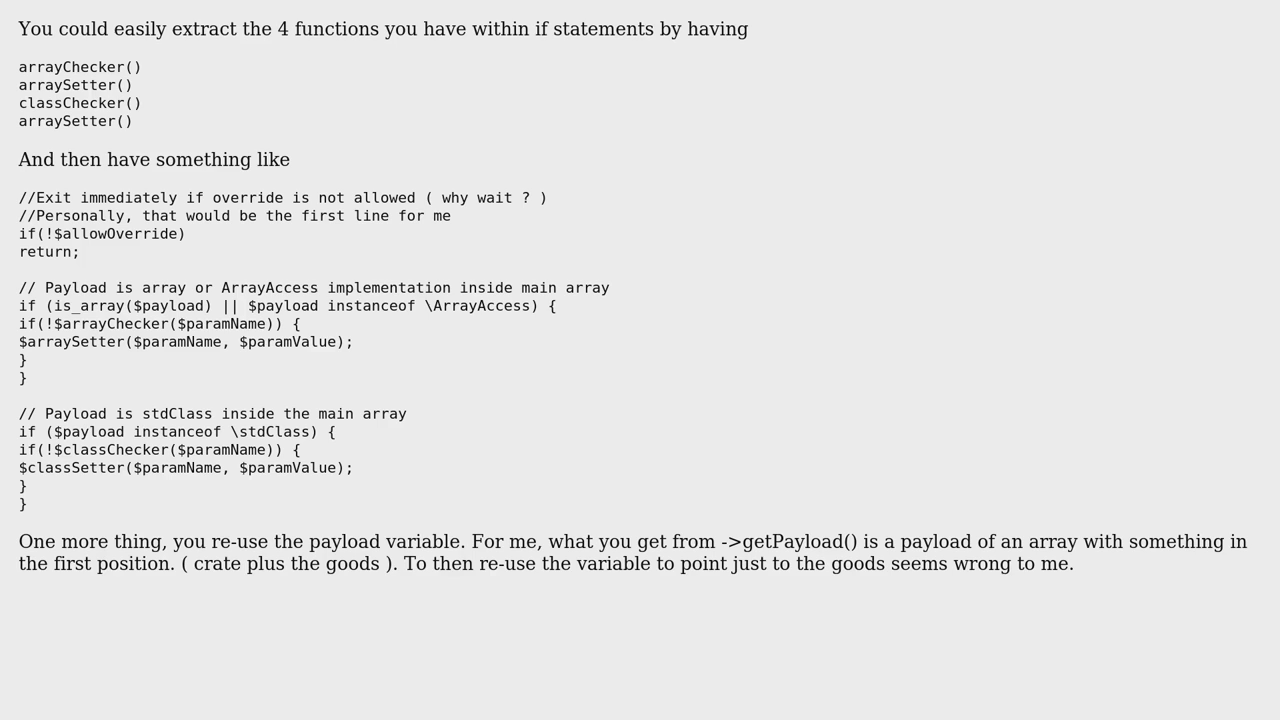 You could easily extract the 4 functions you have within if statements by having
arrayChecker()
arraySetter()
classChecker()
arraySetter()
And then have something like
//Exit immediately if override is not allowed ( why wait ? )
//Personally, that would be the first line for me
if(!$allowOverride)
return;
// Payload is array or ArrayAccess implementation inside main array
if (is_array($payload) || $payload instanceof \ArrayAccess) {
if(!$arrayChecker($paramName)) {
$arraySetter($paramName, $paramValue);
}
}
// Payload is stdClass inside the main array
if ($payload instanceof \stdClass) {
if(!$classChecker($paramName)) {
$classSetter($paramName, $paramValue);
}
}
One more thing, you re-use the payload variable. For me, what you get from ->getPayload() is a payload of an array with something in
the first position. ( crate plus the goods ). To then re-use the variable to point just to the goods seems wrong to me.